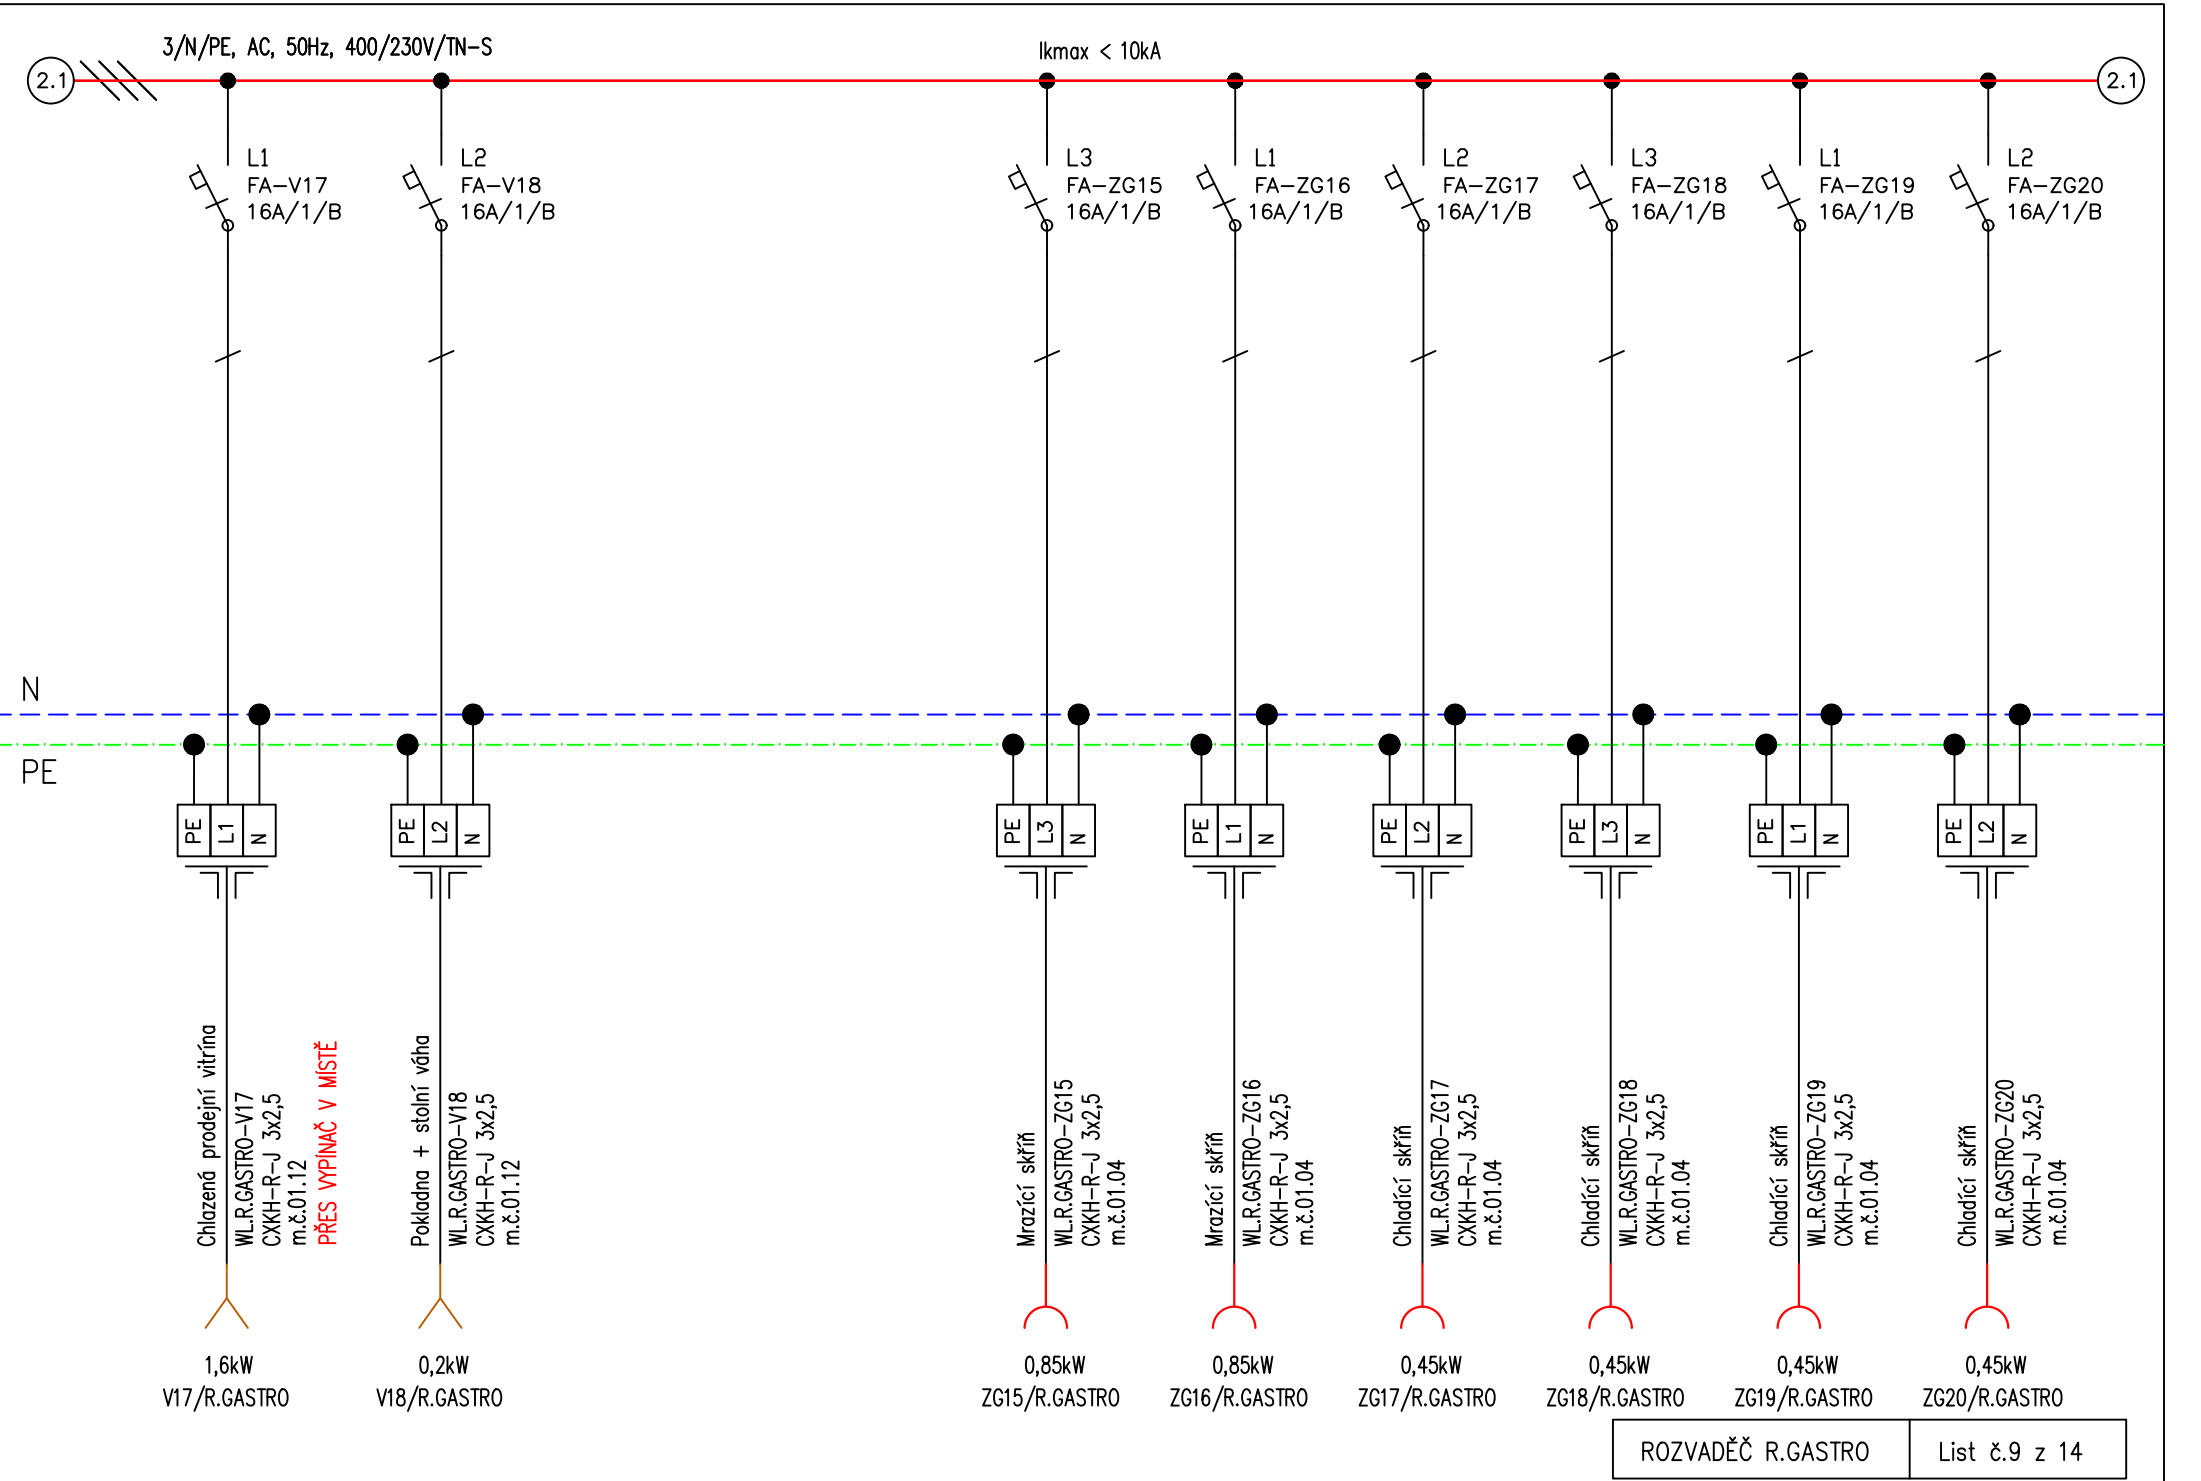 3/N/PE, AC, 50Hz, 400/230V/TN-S
Ikmax < 10kA
2.1
2.1
L1
FA-V17
16A/1/B
L2
FA-V18
16A/1/B
L3
FA-ZG15
16A/1/B
L1
FA-ZG16
16A/1/B
L2
FA-ZG17
16A/1/B
L3
FA-ZG18
16A/1/B
L1
FA-ZG19
16A/1/B
L2
FA-ZG20
16A/1/B
N
PE
PE L1 N
PE L2 N
PE L3 N
PE L1 N
PE L2 N
PE L3 N
PE L1 N
PE L2 N
Chlazená prodejní vitrína
WL.R.GASTRO-V17
CXKH-R-J 3x2,5
m.č.01.12
PŘES VYPÍNAČ V MÍSTĚ
Pokladna + stolní váha
WL.R.GASTRO-V18
CXKH-R-J 3x2,5
m.č.01.12
Mrazící skříň
WL.R.GASTRO-ZG15
CXKH-R-J 3x2,5
m.č.01.04
Mrazící skříň
WL.R.GASTRO-ZG16
CXKH-R-J 3x2,5
m.č.01.04
Chladící skříň
WL.R.GASTRO-ZG17
CXKH-R-J 3x2,5
m.č.01.04
Chladící skříň
WL.R.GASTRO-ZG18
CXKH-R-J 3x2,5
m.č.01.04
Chladící skříň
WL.R.GASTRO-ZG19
CXKH-R-J 3x2,5
m.č.01.04
Chladící skříň
WL.R.GASTRO-ZG20
CXKH-R-J 3x2,5
m.č.01.04
1,6kW
V17/R.GASTRO
0,2kW
V18/R.GASTRO
0,85kW
ZG15/R.GASTRO
0,85kW
ZG16/R.GASTRO
0,45kW
ZG17/R.GASTRO
0,45kW
ZG18/R.GASTRO
0,45kW
ZG19/R.GASTRO
0,45kW
ZG20/R.GASTRO
ROZVADĚČ R.GASTRO
List č.9 z 14